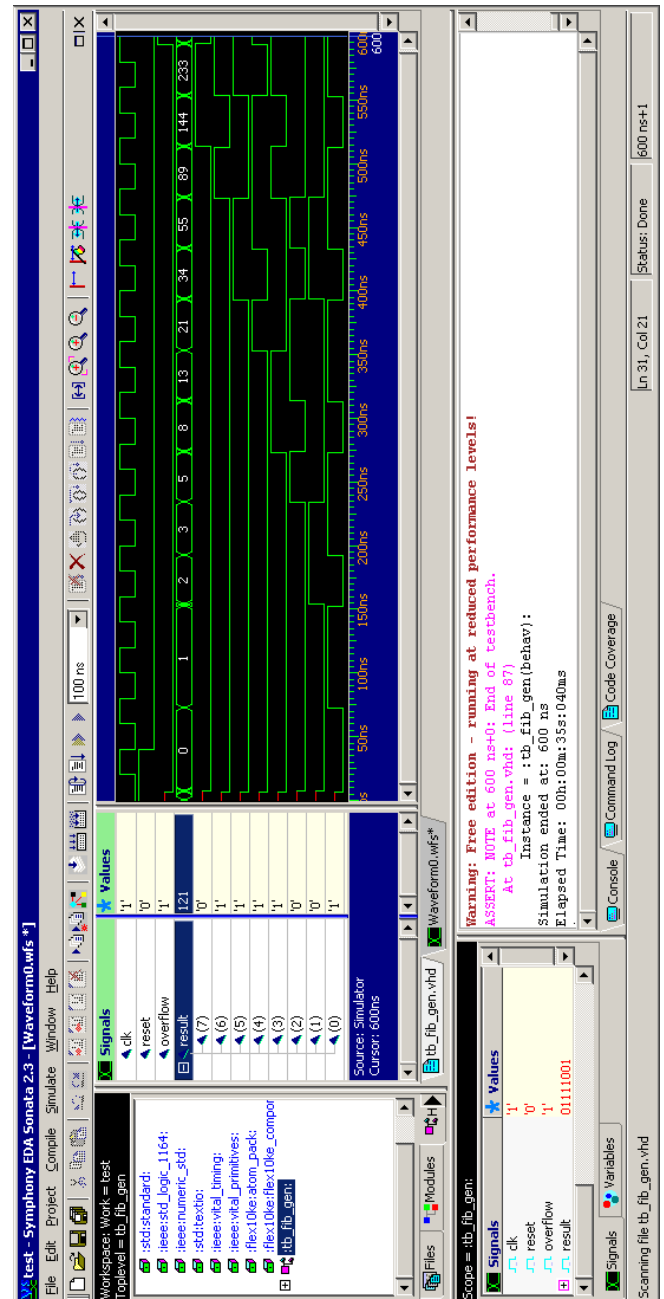 test - Symphony EDA Sonata 2.3 - [Waveform0.wfs *]
File Edit Project Compile Simulate Window Help
100 ns
Workspace: Work = test
Toplevel = tb_fib_gen
:std:standard:
:ieee:std_logic_1164:
:ieee:numeric_std:
:std:textio:
:ieee:vital_timing:
:ieee:vital_primitives:
:flex10ke:atom_pack:
:flex10ke:flex10ke_compor
:tb_fib_gen:
Files Modules H
Signals Values
clk '1'
reset '0'
overflow '1'
result 121
(7) '0'
(6) '1'
(5) '1'
(4) '1'
(3) '1'
(2) '0'
(1) '0'
(0) '1'
Source: Simulator
Cursor: 600ns
0 1 2 3 5 8 13 21 34 55 89 144 233
ps 50ns 100ns 150ns 200ns 250ns 300ns 350ns 400ns 450ns 500ns 550ns 600
600
tb_fib_gen.vhd Waveform0.wfs*
Scope = :tb_fib_gen:
Signals Values
clk '1'
reset '0'
overflow '1'
result 01111001
Signals Variables
Warning: Free edition - running at reduced performance levels!
ASSERT: NOTE at 600 ns+0: End of testbench.
At tb_fib_gen.vhd: (line 87)
Instance = :tb_fib_gen(behav):
Simulation ended at: 600 ns
Elapsed Time: 00h:00m:35s:040ms
Console Command Log Code Coverage
Scanning file tb_fib_gen.vhd Ln 31, Col 21 Status: Done 600 ns+1